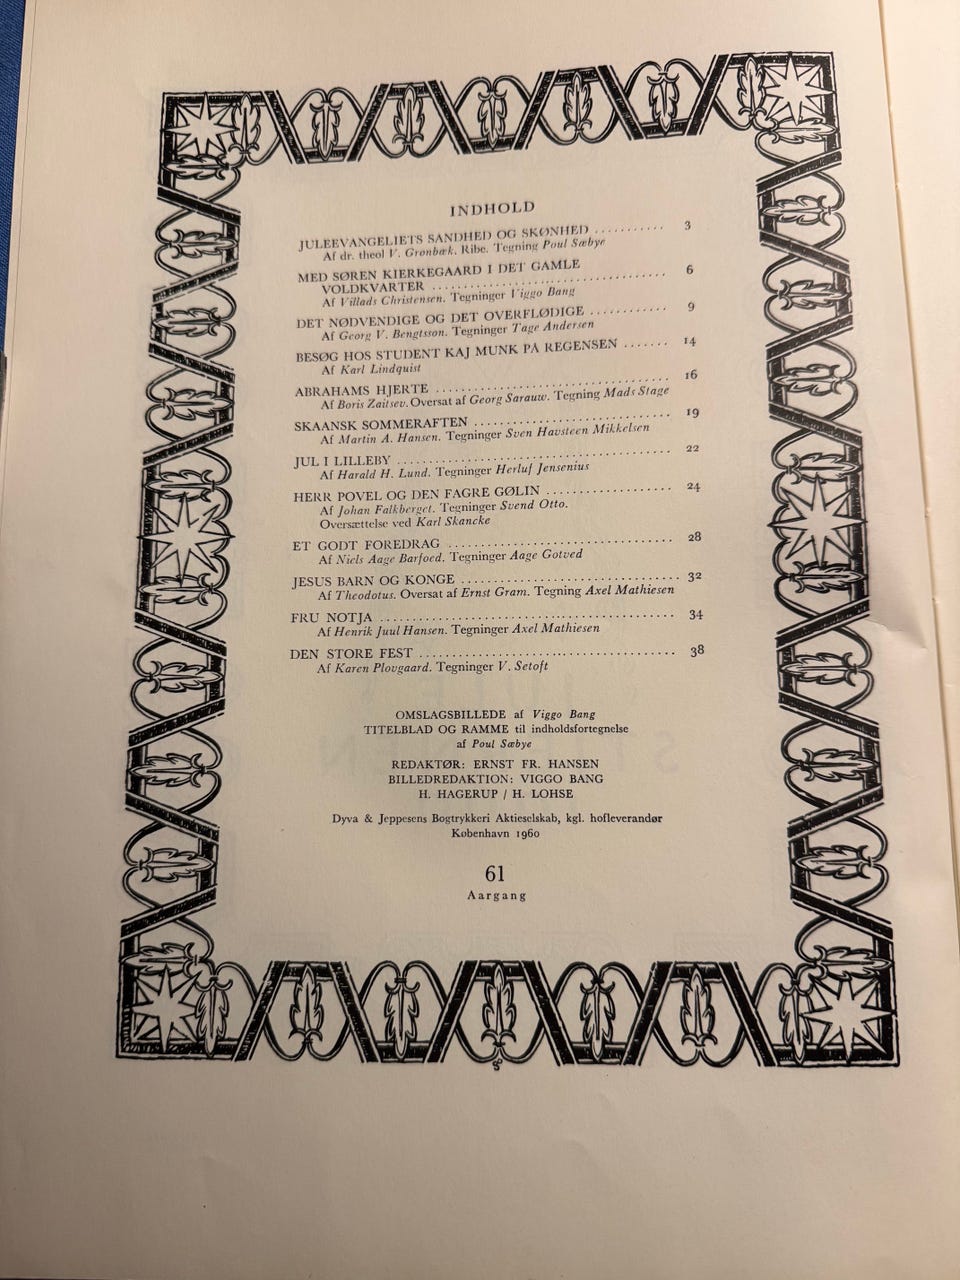 INDHOLD
JULEEVANGELIETS SANDHED OG SKØNHED .......... 3
Af dr. theol V. Grønbæk. Ribe. Tegning Poul Sæbye
MED SØREN KIERKEGAARD I DET GAMLE
VOLDKVARTER .......... 6
Af Villads Christensen. Tegninger Viggo Bang
DET NØDVENDIGE OG DET OVERFLØDIGE .......... 9
Af Georg V. Bengtsson. Tegninger Tage Andersen
BESØG HOS STUDENT KAJ MUNK PÅ REGENSEN ....... 14
Af Karl Lindquist
ABRAHAMS HJERTE .......... 16
Af Boris Zaitsev. Oversat af Georg Sarauw. Tegning Mads Stage
SKAANSK SOMMERAFTEN .......... 19
Af Martin A. Hansen. Tegninger Sven Havsteen Mikkelsen
JUL I LILLEBY .......... 22
Af Harald H. Lund. Tegninger Herluf Jensenius
HERR POVEL OG DEN FAGRE GØLIN .......... 24
Af Johan Falkberget. Tegninger Svend Otto.
Oversættelse ved Karl Skancke
ET GODT FOREDRAG .......... 28
Af Niels Aage Barfoed. Tegninger Aage Gotved
JESUS BARN OG KONGE .......... 32
Af Theodotus. Oversat af Ernst Gram. Tegning Axel Mathiesen
FRU NOTJA .......... 34
Af Henrik Juul Hansen. Tegninger Axel Mathiesen
DEN STORE FEST .......... 38
Af Karen Plovgaard. Tegninger V. Setoft
OMSLAGSBILLEDE af Viggo Bang
TITELBLAD OG RAMME til indholdsfortegnelse
af Poul Sæbye
REDAKTØR: ERNST FR. HANSEN
BILLEDREDAKTION: VIGGO BANG
H. HAGERUP / H. LOHSE
Dyva & Jeppesens Bogtrykkeri Aktieselskab, kgl. hofleverandør
København 1960
61
Aargang